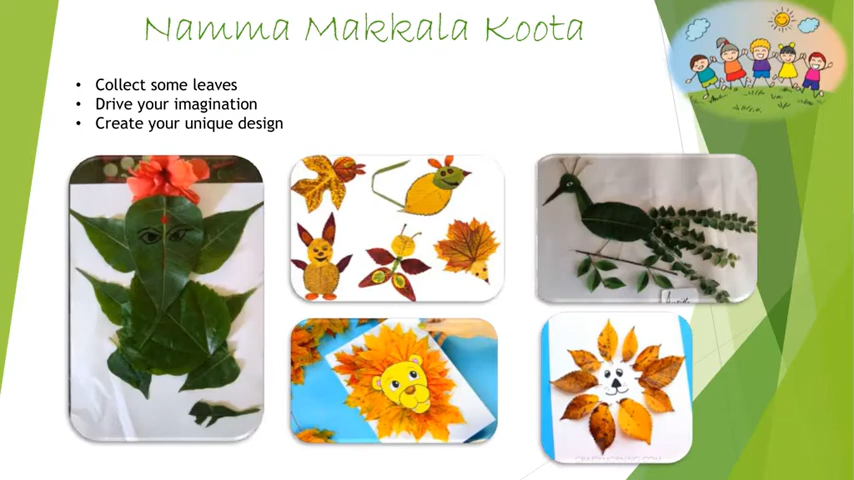 Namma Makkala Koota
• Collect some leaves
• Drive your imagination
• Create your unique design